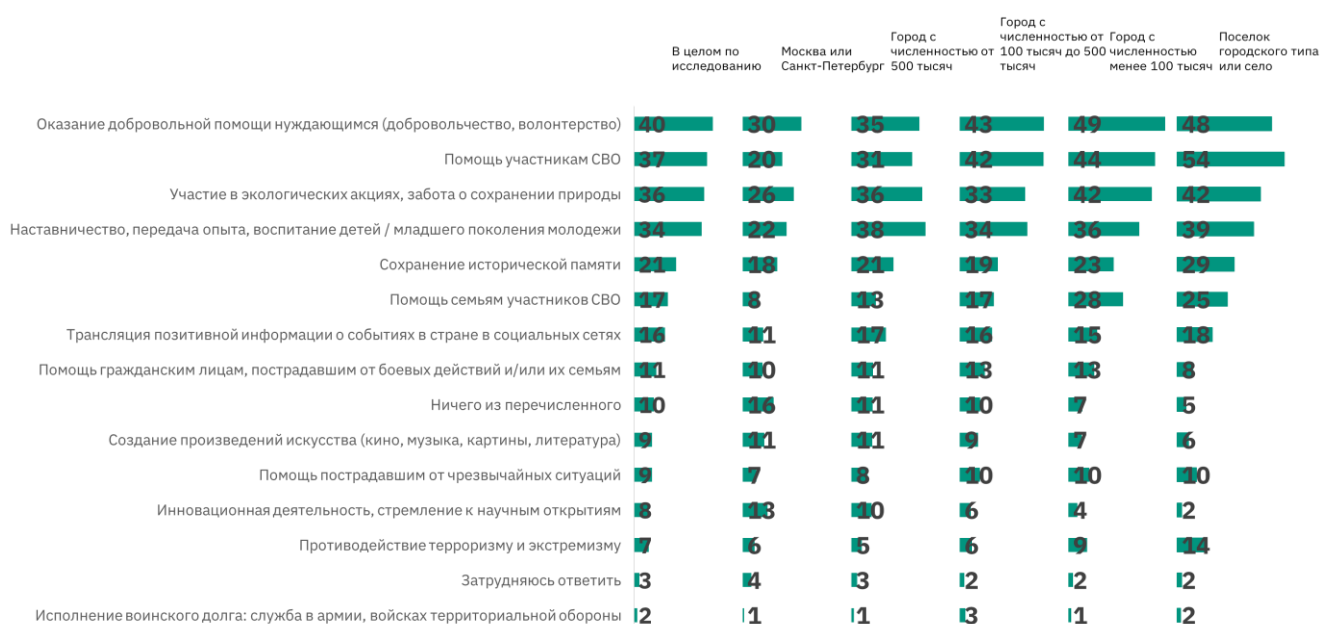 В целом по
исследованию
Москва или
Санкт-Петербург
Город с
численностью от
500 тысяч
Город с
численностью от
100 тысяч до 500
тысяч
Город с
численностью
менее 100 тысяч
Поселок
городского типа
или село
Оказание добровольной помощи нуждающимся (добровольчество, волонтерство) 40 30 35 43 49 48
Помощь участникам СВО 37 20 31 42 44 54
Участие в экологических акциях, забота о сохранении природы 36 26 36 33 42 42
Наставничество, передача опыта, воспитание детей / младшего поколения молодежи 34 22 38 34 36 39
Сохранение исторической памяти 21 18 21 19 23 29
Помощь семьям участников СВО 17 8 13 17 28 25
Трансляция позитивной информации о событиях в стране в социальных сетях 16 11 17 16 15 18
Помощь гражданским лицам, пострадавшим от боевых действий и/или их семьям 11 10 11 13 13 8
Ничего из перечисленного 10 16 11 10 7 5
Создание произведений искусства (кино, музыка, картины, литература) 9 11 11 9 7 6
Помощь пострадавшим от чрезвычайных ситуаций 9 7 8 10 10 10
Инновационная деятельность, стремление к научным открытиям 8 13 10 6 4 2
Противодействие терроризму и экстремизму 7 6 5 6 9 14
Затрудняюсь ответить 3 4 3 2 2 2
Исполнение воинского долга: служба в армии, войсках территориальной обороны 2 1 1 3 1 2